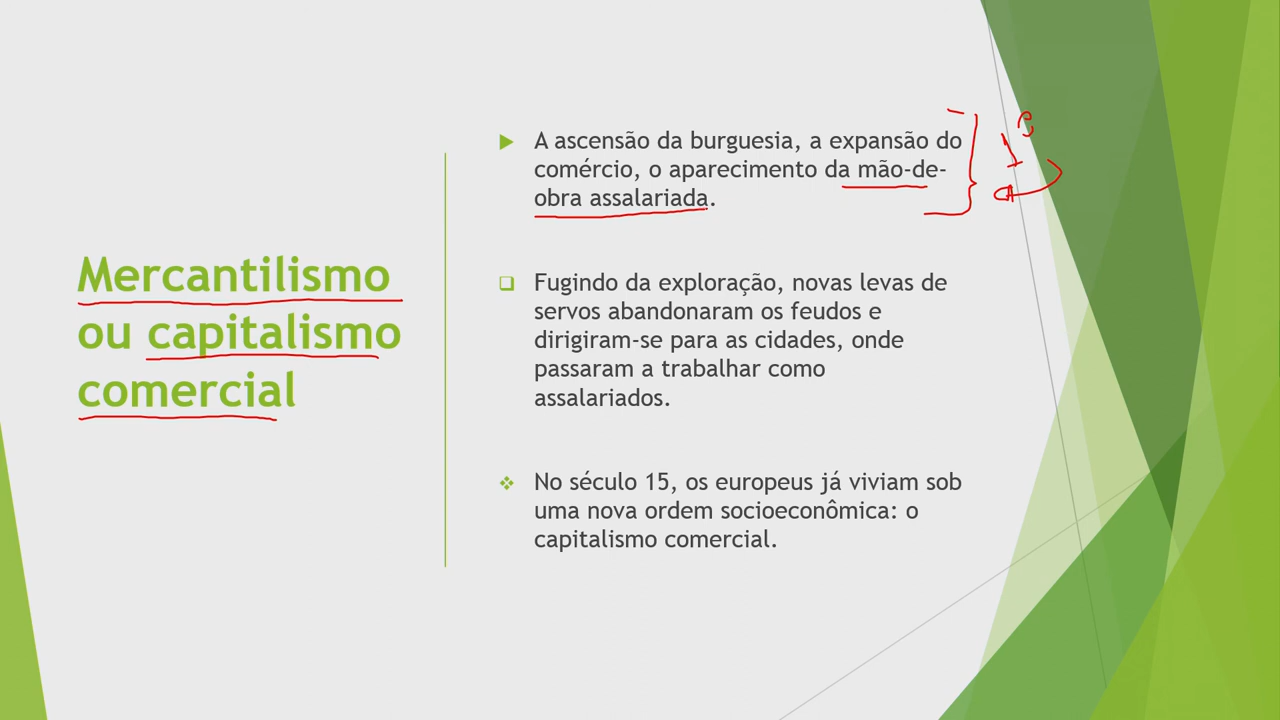 Mercantilismo
ou capitalismo
comercial
A ascensão da burguesia, a expansão do
comércio, o aparecimento da mão-de-
obra assalariada.
Fugindo da exploração, novas levas de
servos abandonaram os feudos e
dirigiram-se para as cidades, onde
passaram a trabalhar como
assalariados.
No século 15, os europeus já viviam sob
uma nova ordem socioeconômica: o
capitalismo comercial.